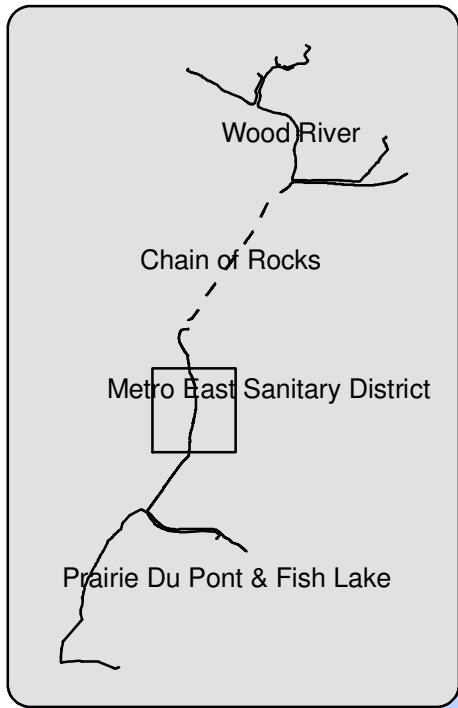 Wood River
Chain of Rocks
Metro East Sanitary District
Prairie Du Pont & Fish Lake